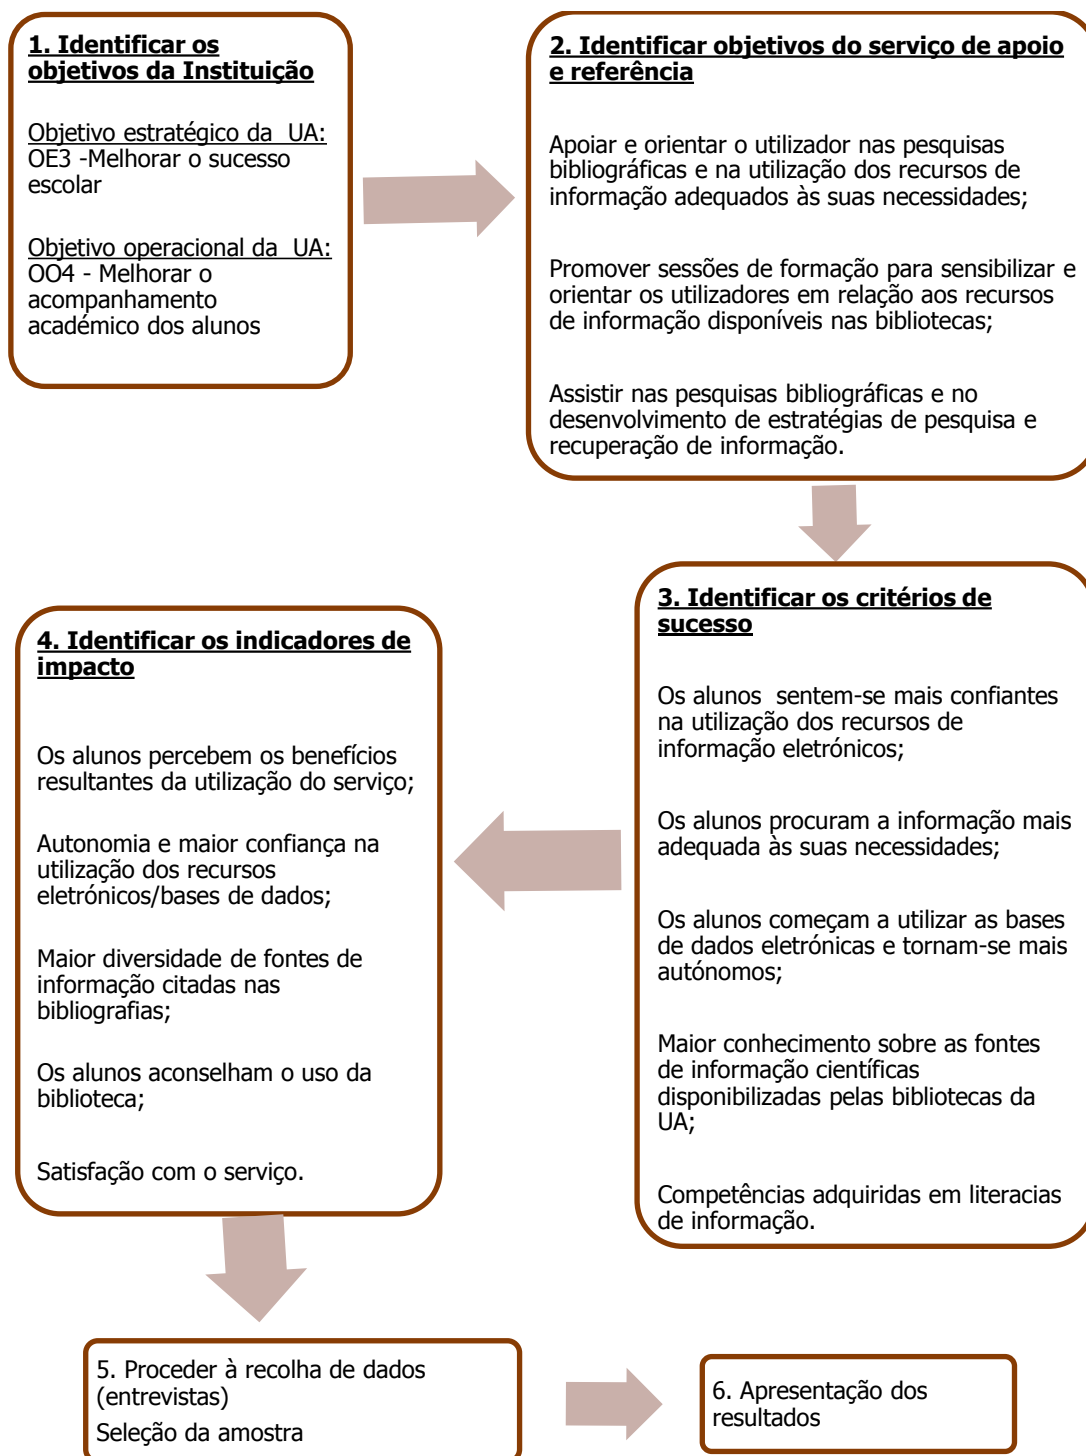 1. Identificar os
objetivos da Instituição
Objetivo estratégico da UA:
OE3 -Melhorar o sucesso
escolar
Objetivo operacional da UA:
OO4 - Melhorar o
acompanhamento
académico dos alunos
2. Identificar objetivos do serviço de apoio
e referência
Apoiar e orientar o utilizador nas pesquisas
bibliográficas e na utilização dos recursos de
informação adequados às suas necessidades;
Promover sessões de formação para sensibilizar e
orientar os utilizadores em relação aos recursos
de informação disponíveis nas bibliotecas;
Assistir nas pesquisas bibliográficas e no
desenvolvimento de estratégias de pesquisa e
recuperação de informação.
3. Identificar os critérios de
sucesso
Os alunos sentem-se mais confiantes
na utilização dos recursos de
informação eletrónicos;
Os alunos procuram a informação mais
adequada às suas necessidades;
Os alunos começam a utilizar as bases
de dados eletrónicas e tornam-se mais
autónomos;
Maior conhecimento sobre as fontes
de informação científicas
disponibilizadas pelas bibliotecas da
UA;
Competências adquiridas em literacias
de informação.
4. Identificar os indicadores de
impacto
Os alunos percebem os benefícios
resultantes da utilização do serviço;
Autonomia e maior confiança na
utilização dos recursos
eletrónicos/bases de dados;
Maior diversidade de fontes de
informação citadas nas
bibliografias;
Os alunos aconselham o uso da
biblioteca;
Satisfação com o serviço.
5. Proceder à recolha de dados
(entrevistas)
Seleção da amostra
6. Apresentação dos
resultados